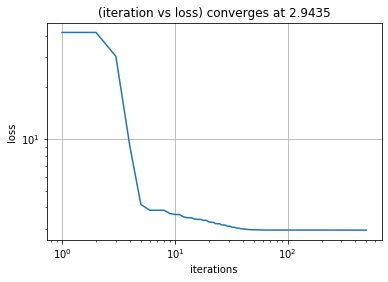 (iteration vs loss) converges at 2.9435
loss
10¹
10⁰ 10¹ 10²
iterations